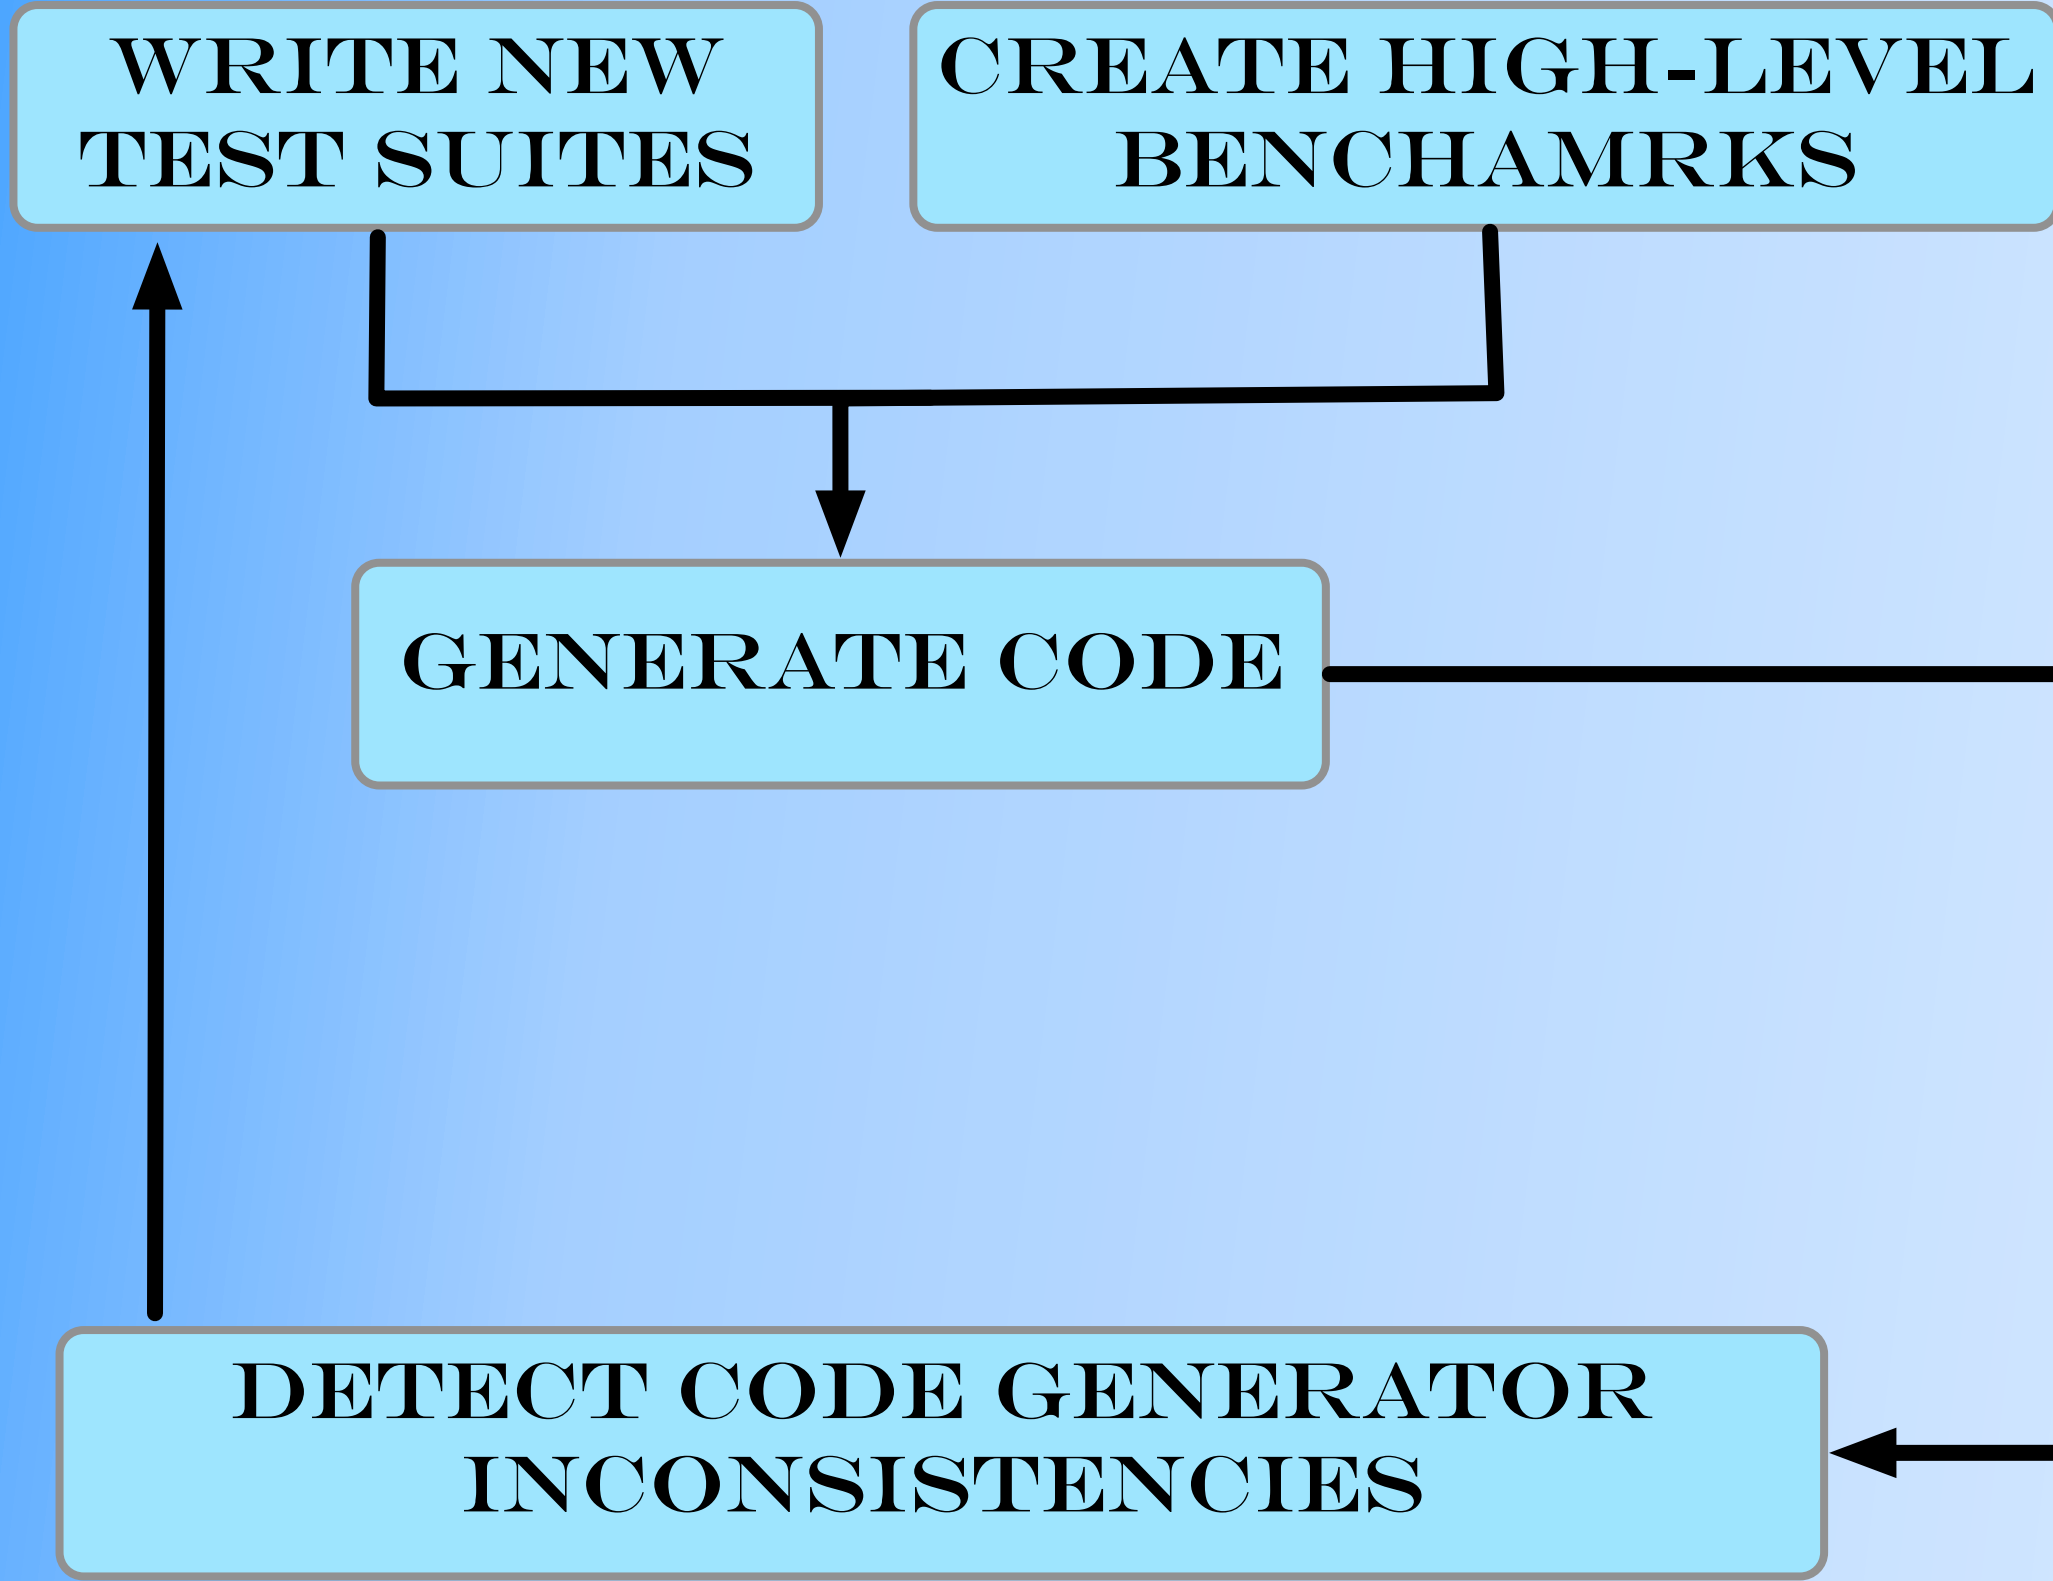 WRITE NEW
TEST SUITES
CREATE HIGH-LEVEL
BENCHAMRKS
GENERATE CODE
DETECT CODE GENERATOR
INCONSISTENCIES